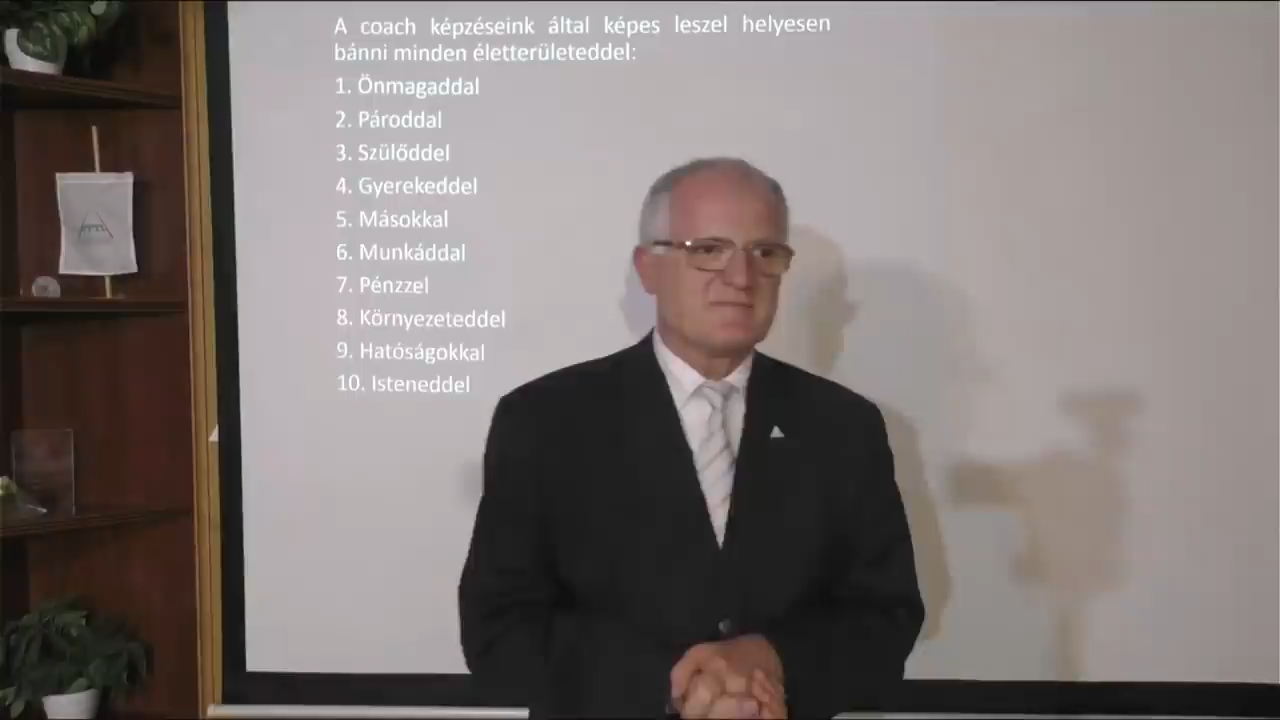 A coach képzéseink által képes leszel helyesen
bánni minden életterületeddel:
1. Önmagaddal
2. Pároddal
3. Szülőddel
4. Gyerekeddel
5. Másokkal
6. Munkáddal
7. Pénzzel
8. Környezeteddel
9. Hatóságokkal
10. Isteneddel